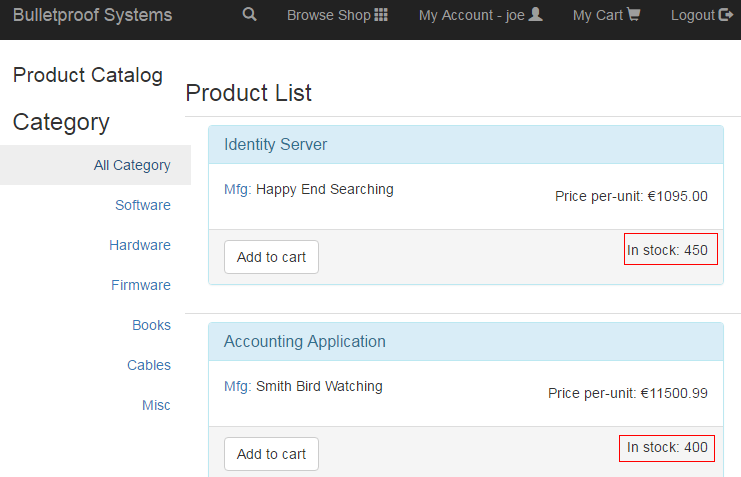 Bulletproof Systems Browse Shop My Account - joe My Cart Logout
Product Catalog
Category
All Category
Software
Hardware
Firmware
Books
Cables
Misc
Product List
Identity Server
Mfg: Happy End Searching
Price per-unit: €1095.00
Add to cart
In stock: 450
Accounting Application
Mfg: Smith Bird Watching
Price per-unit: €11500.99
Add to cart
In stock: 400